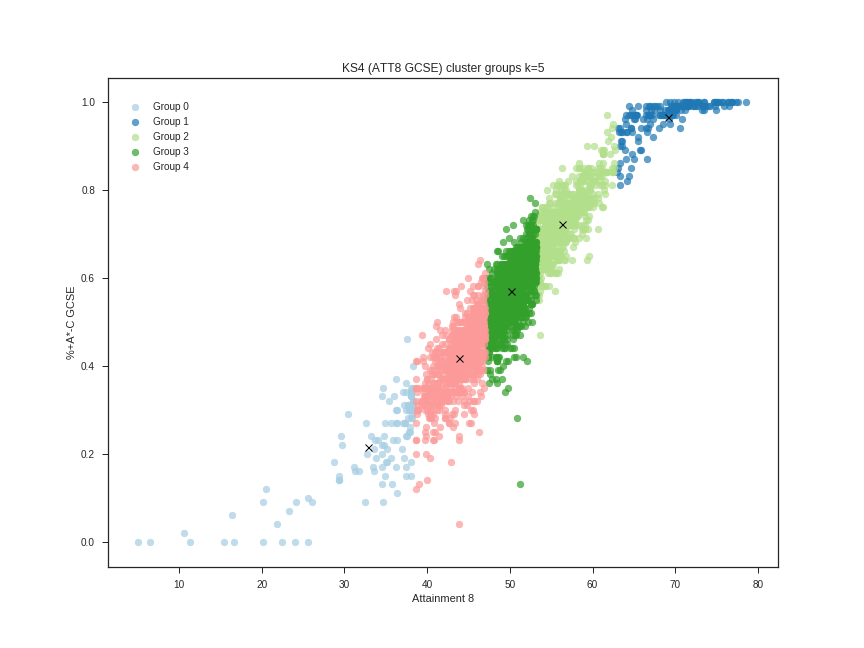 KS4 (ATT8 GCSE) cluster groups k=5
1.0
0.8
0.6
0.4
0.2
0.0
%+A*-C GCSE
Group 0
Group 1
Group 2
Group 3
Group 4
10 20 30 40 50 60 70 80
Attainment 8